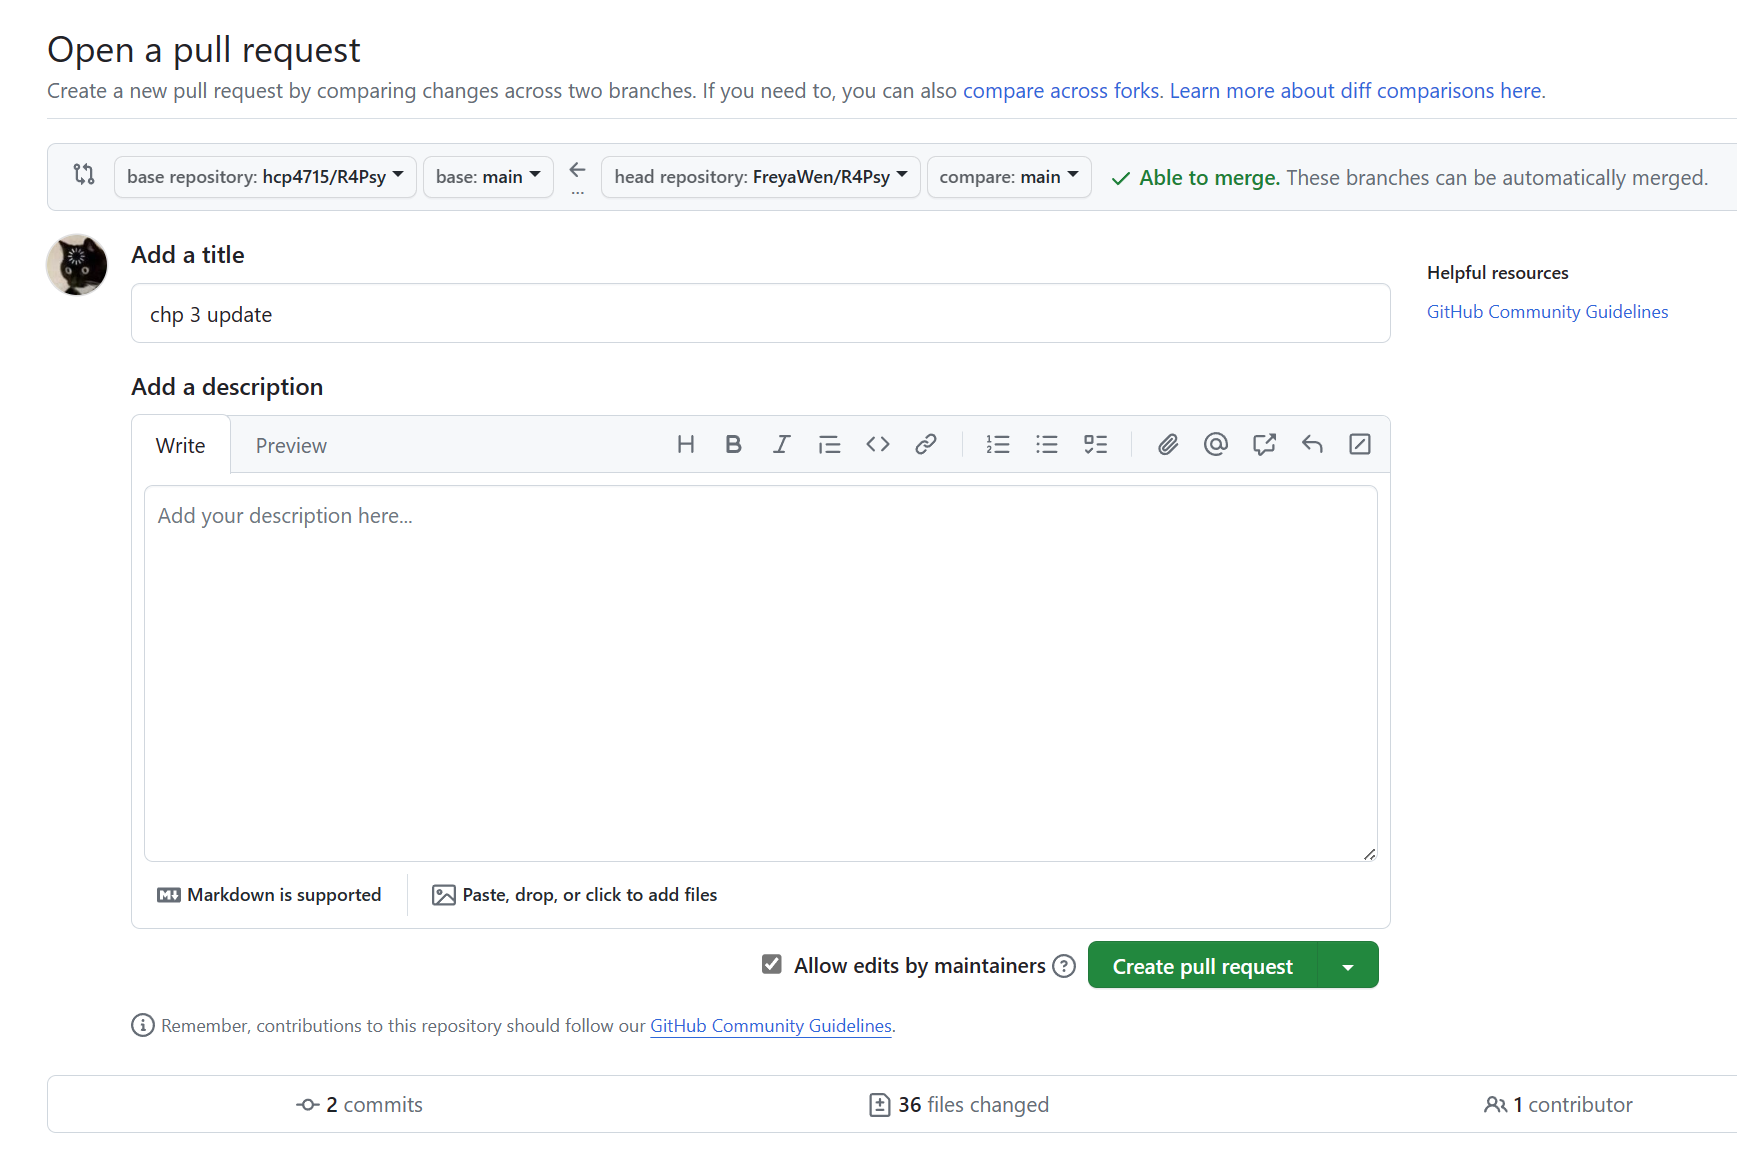 Open a pull request
Create a new pull request by comparing changes across two branches. If you need to, you can also compare across forks. Learn more about diff comparisons here.
base repository: hcp4715/R4Psy base: main ... head repository: FreyaWen/R4Psy compare: main Able to merge. These branches can be automatically merged.
Add a title
Helpful resources
chp 3 update
GitHub Community Guidelines
Add a description
Write Preview
Add your description here...
Markdown is supported Paste, drop, or click to add files
Allow edits by maintainers Create pull request
Remember, contributions to this repository should follow our GitHub Community Guidelines.
2 commits 36 files changed 1 contributor